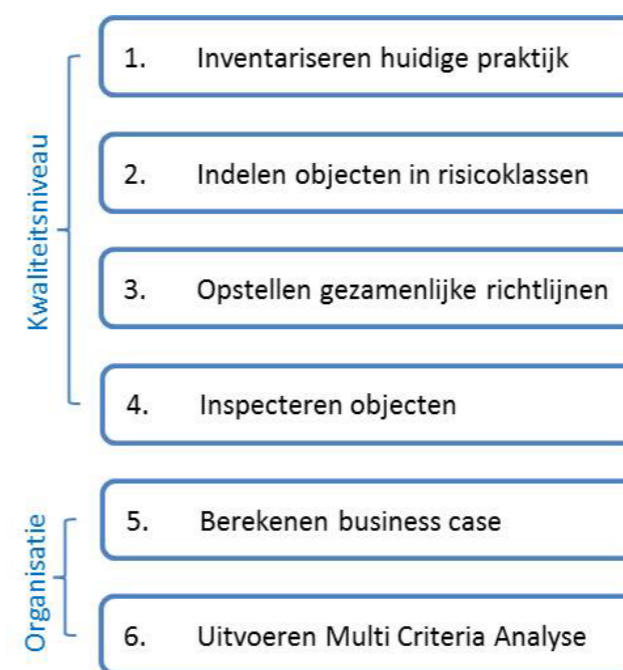 Kwaliteitsniveau
1. Inventariseren huidige praktijk
2. Indelen objecten in risicoklassen
3. Opstellen gezamenlijke richtlijnen
4. Inspecteren objecten
Organisatie
5. Berekenen business case
6. Uitvoeren Multi Criteria Analyse